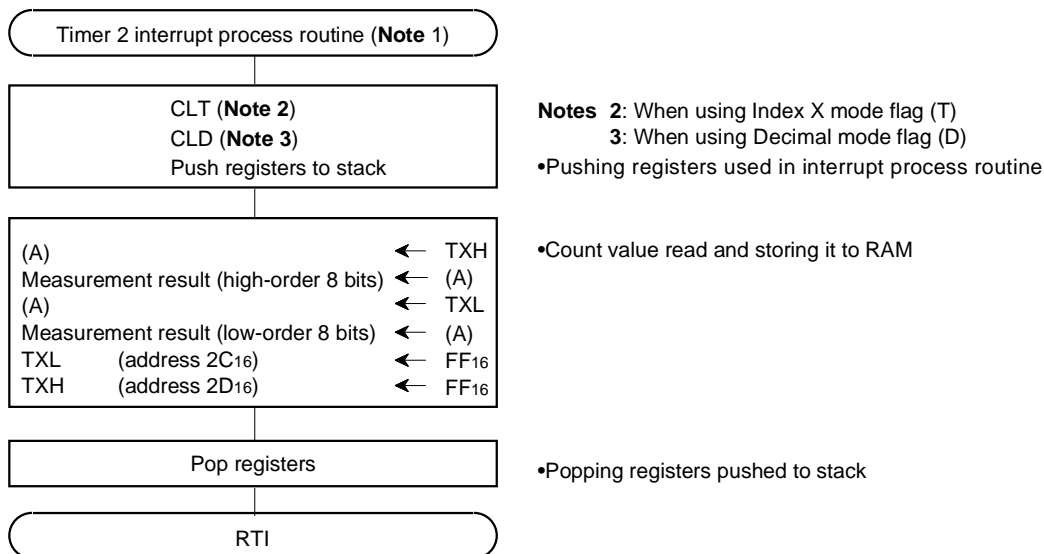 Timer 2 interrupt process routine (Note 1)
CLT (Note 2)
CLD (Note 3)
Push registers to stack
Notes 2: When using Index X mode flag (T)
3: When using Decimal mode flag (D)
•Pushing registers used in interrupt process routine
(A) ← TXH
Measurement result (high-order 8 bits) ← (A)
(A) ← TXL
Measurement result (low-order 8 bits) ← (A)
TXL (address 2C16) ← FF16
TXH (address 2D16) ← FF16
•Count value read and storing it to RAM
Pop registers
•Popping registers pushed to stack
RTI